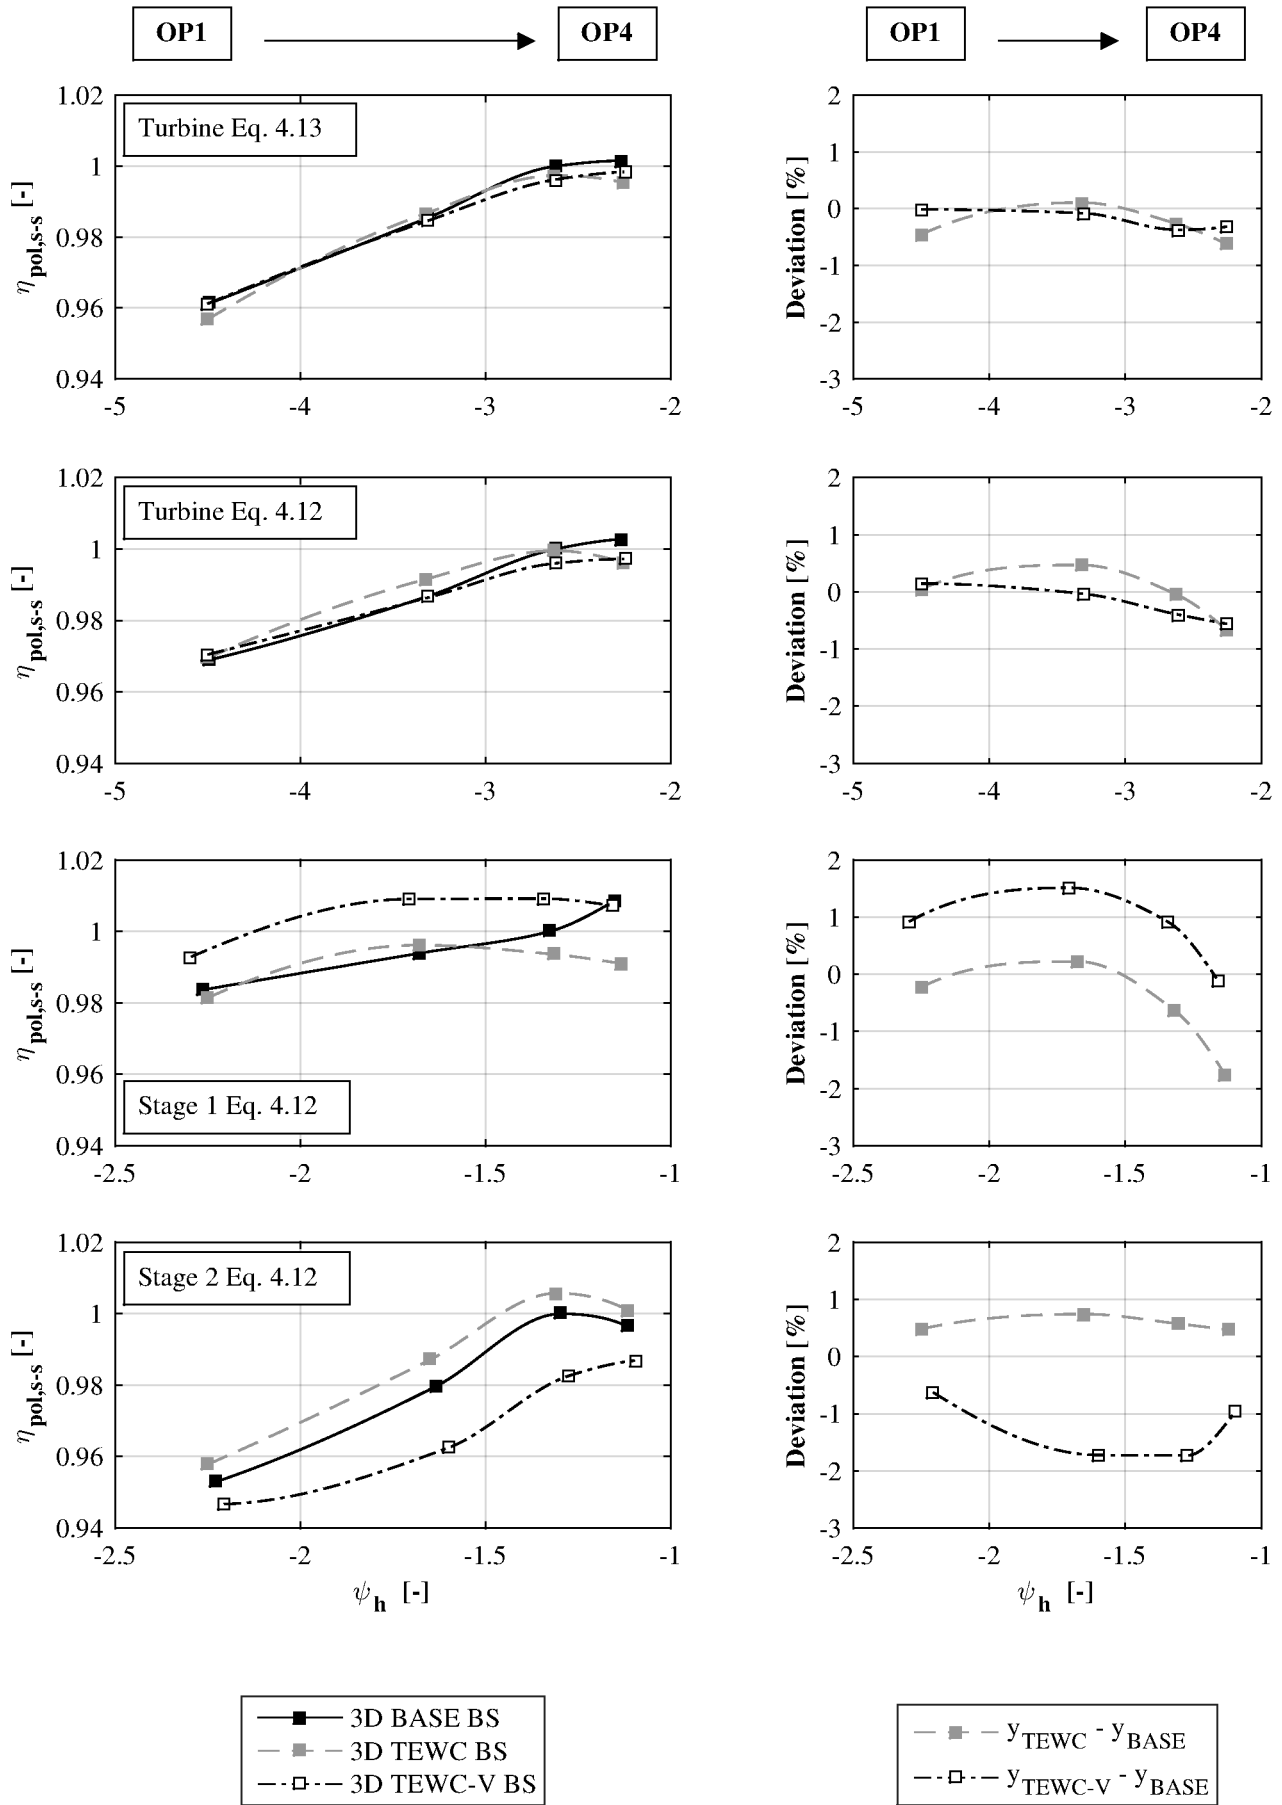 OP1 OP4 OP1 OP4
1.02
1
0.98
0.96
0.94
η pol,s-s [-]
Turbine Eq. 4.13
-5 -4 -3 -2
2
1
0
-1
-2
-3
Deviation [%]
-5 -4 -3 -2
1.02
1
0.98
0.96
0.94
η pol,s-s [-]
Turbine Eq. 4.12
-5 -4 -3 -2
2
1
0
-1
-2
-3
Deviation [%]
-5 -4 -3 -2
1.02
1
0.98
0.96
0.94
η pol,s-s [-]
Stage 1 Eq. 4.12
-2.5 -2 -1.5 -1
2
1
0
-1
-2
-3
Deviation [%]
-2.5 -2 -1.5 -1
1.02
1
0.98
0.96
0.94
η pol,s-s [-]
Stage 2 Eq. 4.12
-2.5 -2 -1.5 -1
ψ h [-]
2
1
0
-1
-2
-3
Deviation [%]
-2.5 -2 -1.5 -1
ψ h [-]
3D BASE BS
3D TEWC BS
3D TEWC-V BS
y TEWC - y BASE
y TEWC-V - y BASE